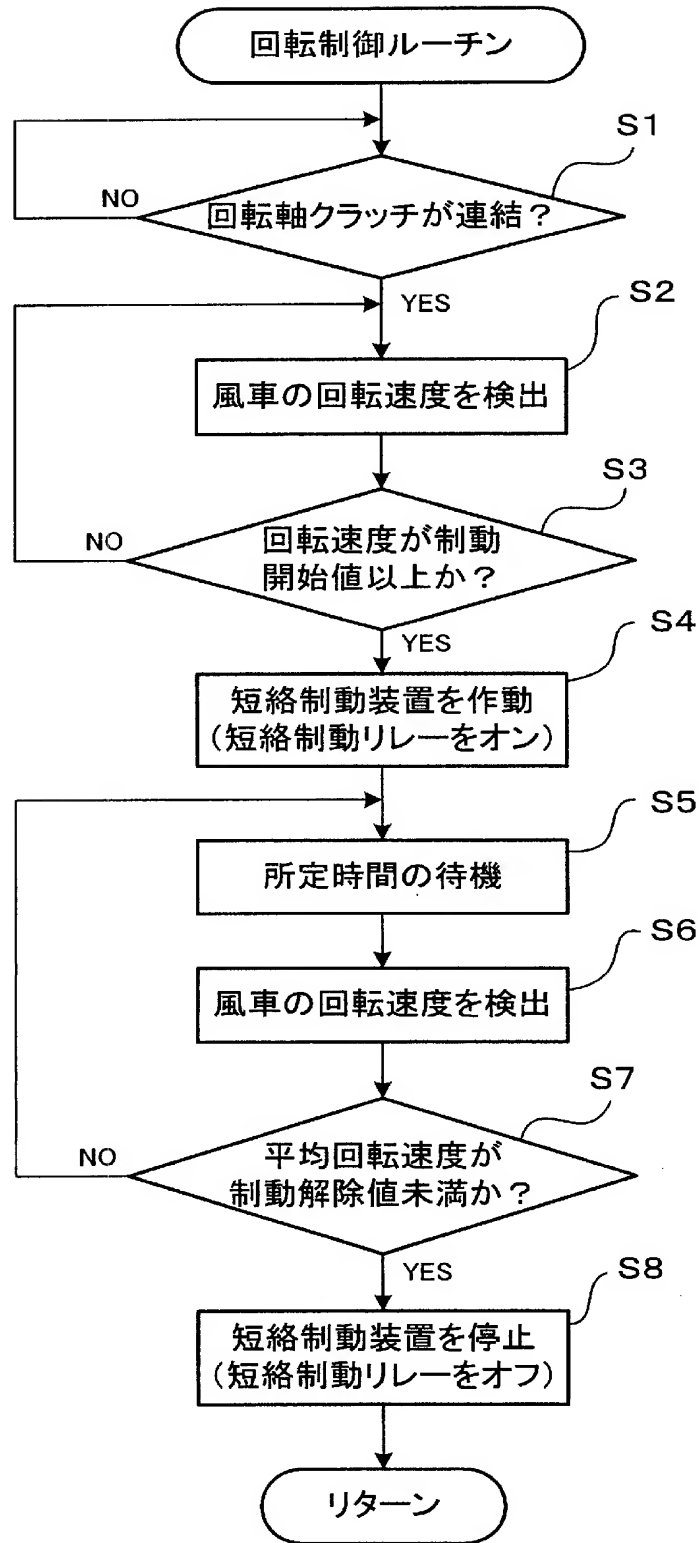 回転制御ルーチン
S1
NO
回転軸クラッチが連結？
YES
S2
風車の回転速度を検出
S3
NO
回転速度が制動
開始値以上か？
YES
S4
短絡制動装置を作動
（短絡制動リレーをオン）
S5
所定時間の待機
S6
風車の回転速度を検出
S7
NO
平均回転速度が
制動解除値未満か？
YES
S8
短絡制動装置を停止
（短絡制動リレーをオフ）
リターン